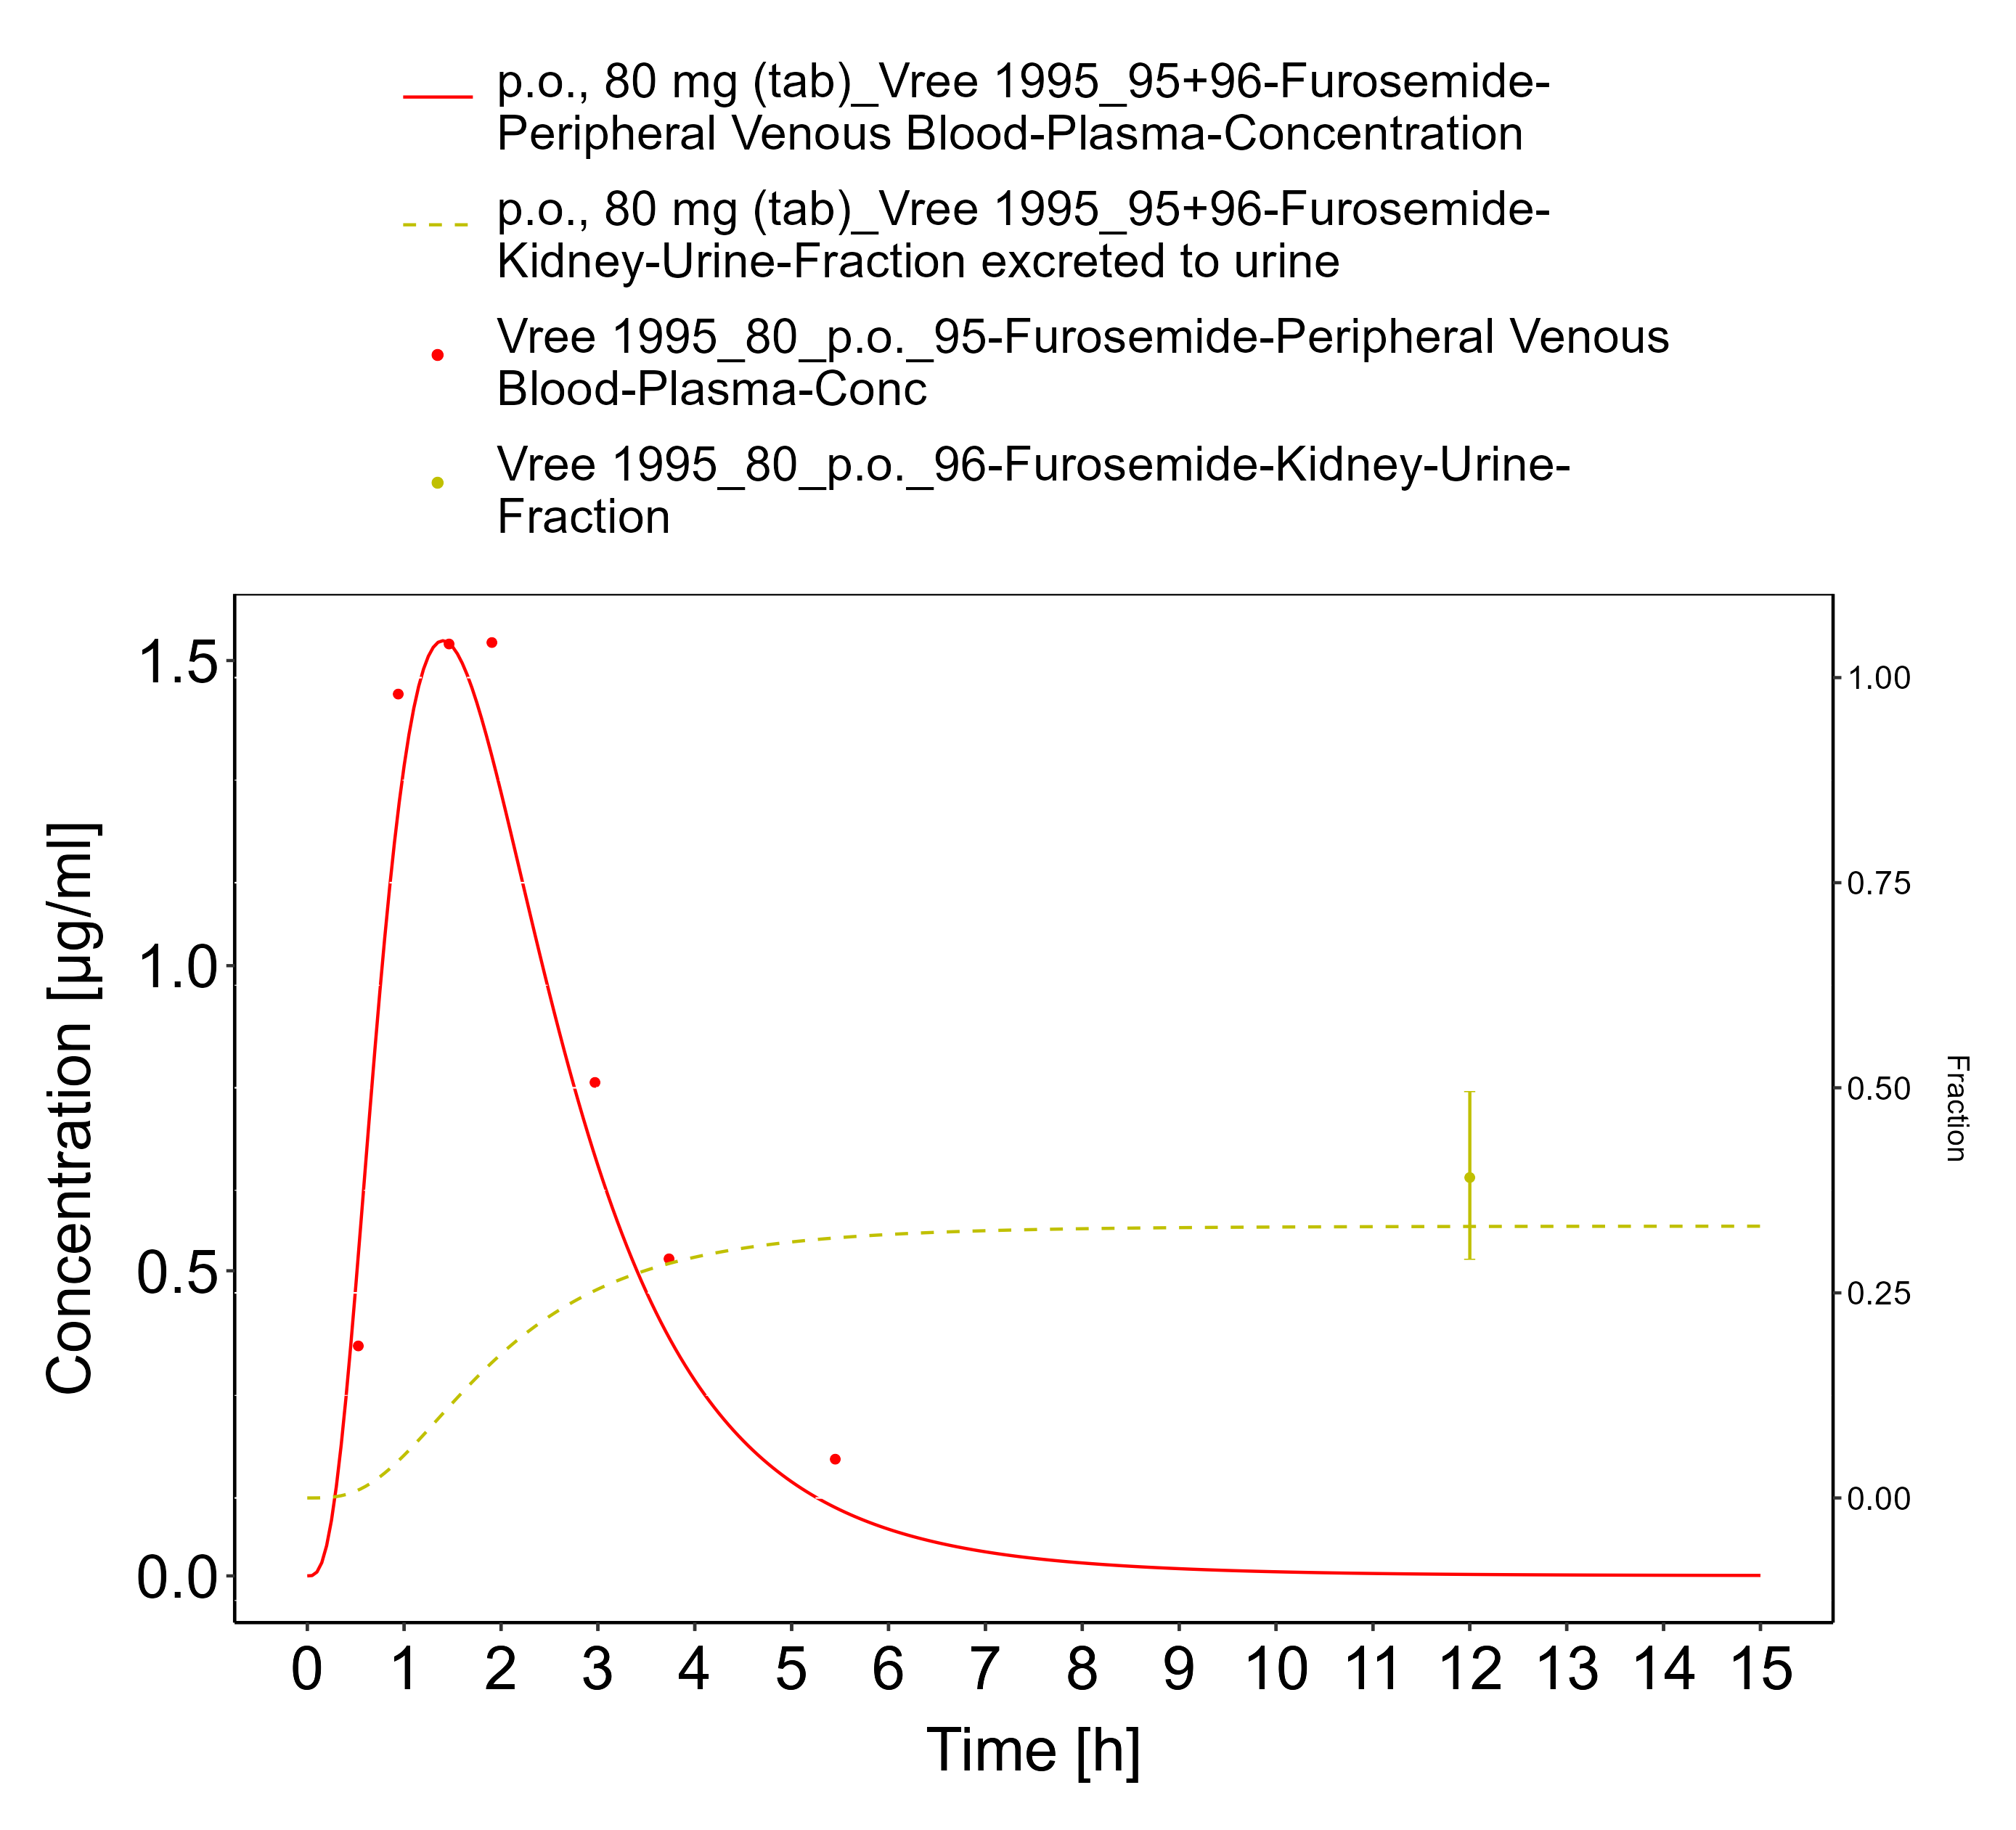 p.o., 80 mg (tab)_Vree 1995_95+96-Furosemide-
Peripheral Venous Blood-Plasma-Concentration
p.o., 80 mg (tab)_Vree 1995_95+96-Furosemide-
Kidney-Urine-Fraction excreted to urine
Vree 1995_80_p.o._95-Furosemide-Peripheral Venous
Blood-Plasma-Conc
Vree 1995_80_p.o._96-Furosemide-Kidney-Urine-
Fraction
Concentration [µg/ml]
1.5
1.0
0.5
0.0
1.00
0.75
0.50
0.25
0.00
Fraction
0 1 2 3 4 5 6 7 8 9 10 11 12 13 14 15
Time [h]